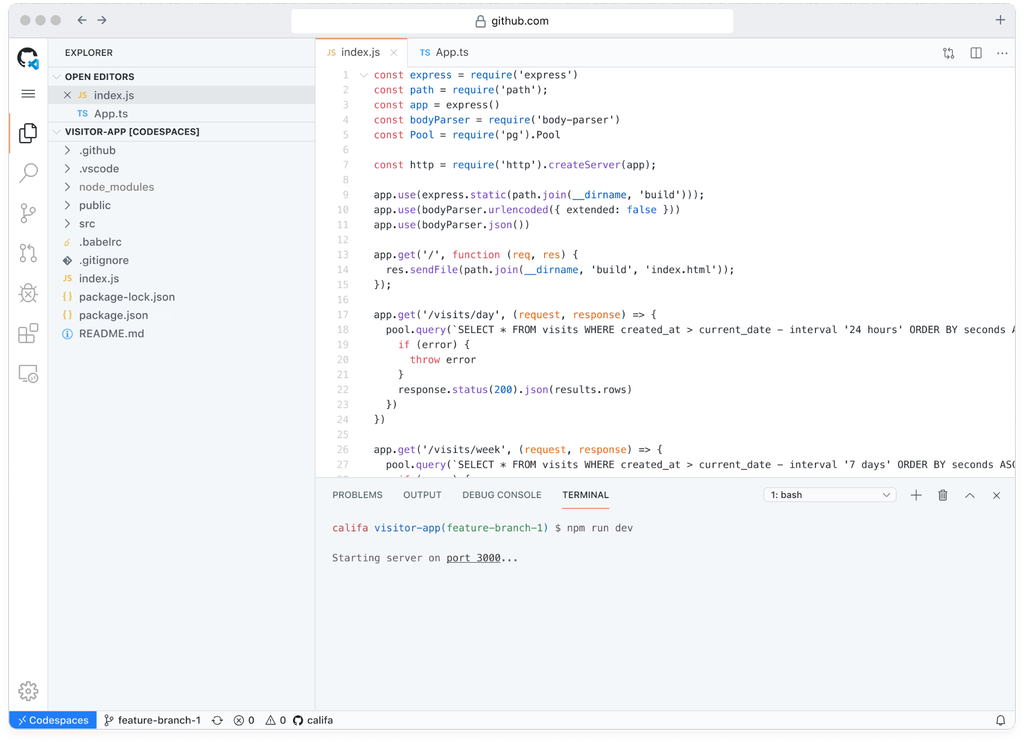 github.com
EXPLORER
OPEN EDITORS
JS index.js
TS App.ts
VISITOR-APP [CODESPACES]
.github
.vscode
node_modules
public
src
.babelrc
.gitignore
JS index.js
{} package-lock.json
{} package.json
README.md
JS index.js
TS App.ts
1 const express = require('express')
2 const path = require('path');
3 const app = express()
4 const bodyParser = require('body-parser')
5 const Pool = require('pg').Pool
6
7 const http = require('http').createServer(app);
8
9 app.use(express.static(path.join(__dirname, 'build')));
10 app.use(bodyParser.urlencoded({ extended: false }))
11 app.use(bodyParser.json())
12
13 app.get('/', function (req, res) {
14 res.sendFile(path.join(__dirname, 'build', 'index.html'));
15 });
16
17 app.get('/visits/day', (request, response) => {
18 pool.query(`SELECT * FROM visits WHERE created_at > current_date - interval '24 hours' ORDER BY seconds
19 if (error) {
20 throw error
21 }
22 response.status(200).json(results.rows)
23 })
24 })
25
26 app.get('/visits/week', (request, response) => {
27 pool.query(`SELECT * FROM visits WHERE created_at > current_date - interval '7 days' ORDER BY seconds ASC
PROBLEMS
OUTPUT
DEBUG CONSOLE
TERMINAL
1: bash
califa visitor-app(feature-branch-1) $ npm run dev
Starting server on port 3000...
Codespaces
feature-branch-1
0
0
califa